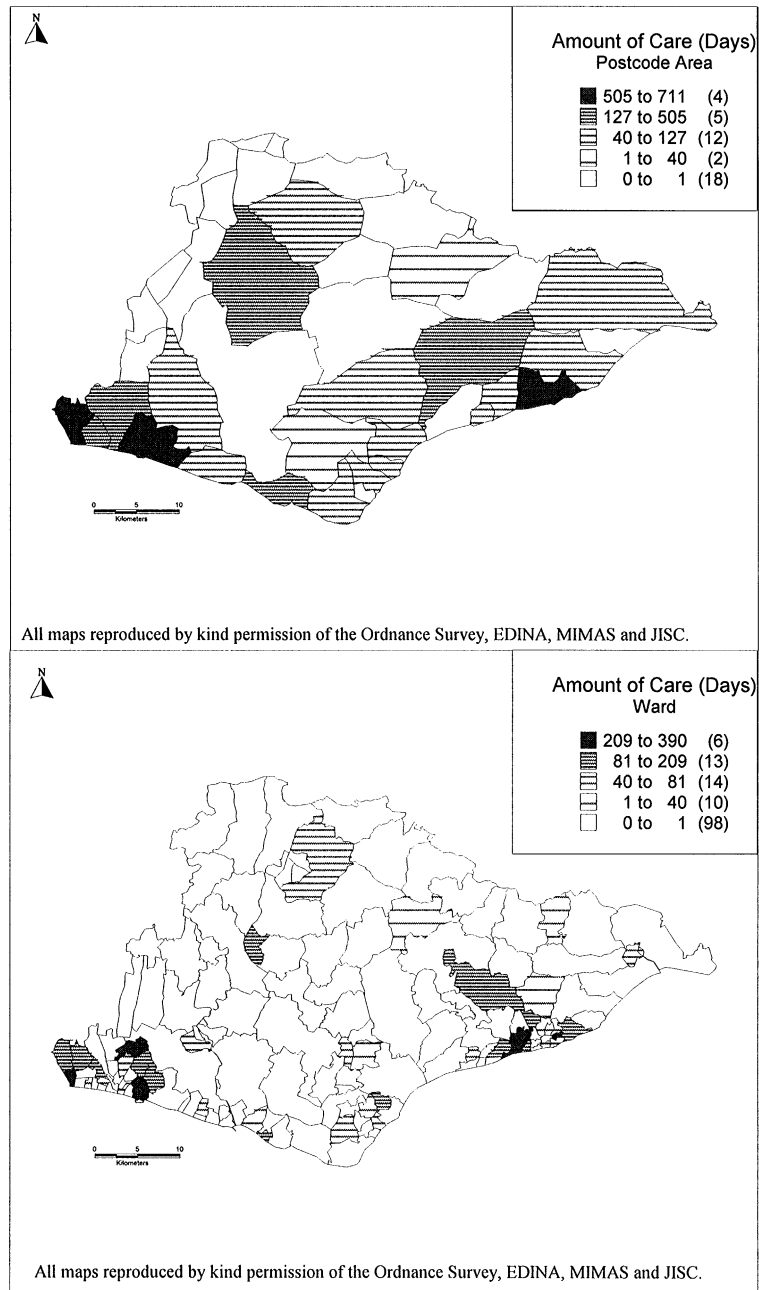 N
Amount of Care (Days)
Postcode Area
505 to 711 (4)
127 to 505 (5)
40 to 127 (12)
1 to 40 (2)
0 to 1 (18)
0 5 10
Kilometers
All maps reproduced by kind permission of the Ordnance Survey, EDINA, MIMAS and JISC.
N
Amount of Care (Days)
Ward
209 to 390 (6)
81 to 209 (13)
40 to 81 (14)
1 to 40 (10)
0 to 1 (98)
0 5 10
Kilometers
All maps reproduced by kind permission of the Ordnance Survey, EDINA, MIMAS and JISC.